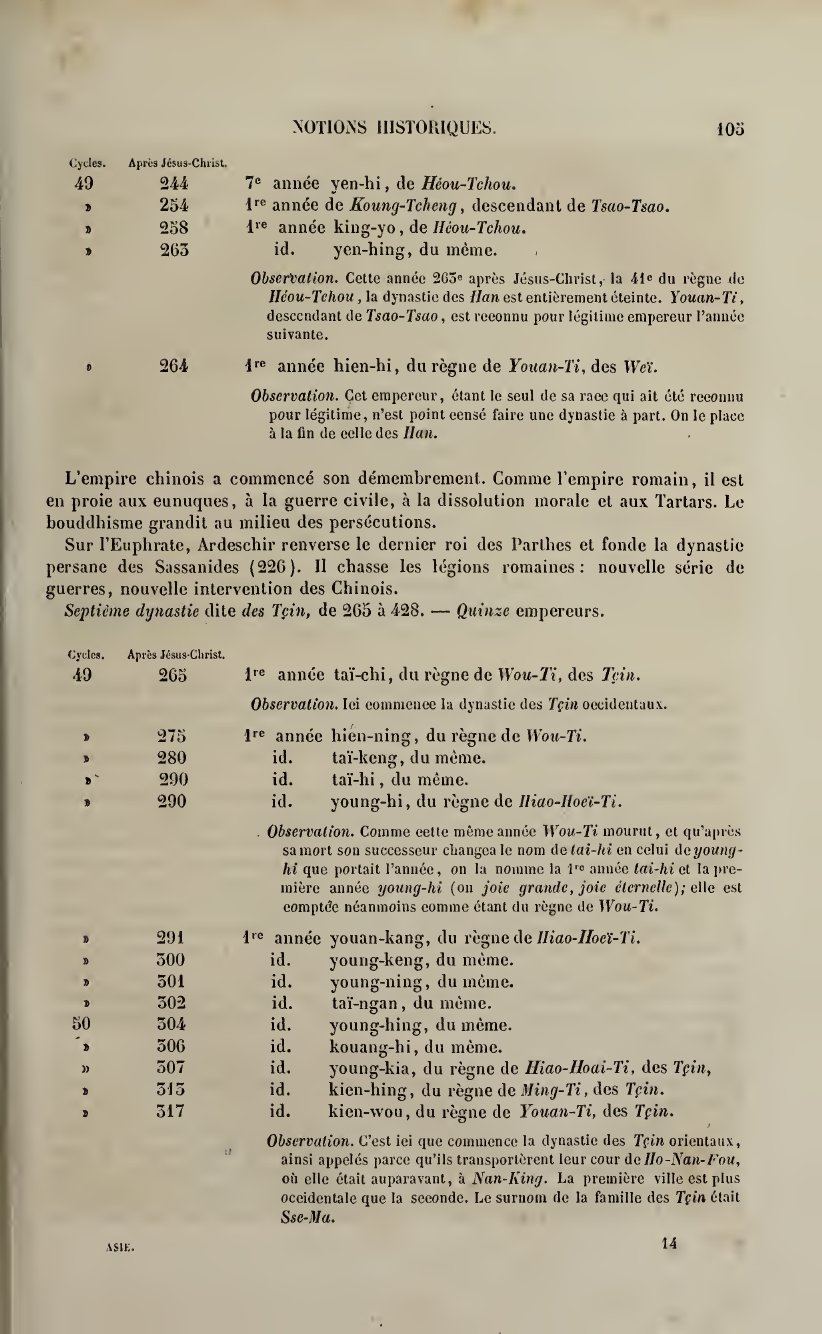 NOTIONS HISTORIQUES. 105
Cycles. Après Jésus-Christ.
49 244 7e année yen-hi, de Héou-Tchou.
» 254 1re année de Koung-Tcheng, descendant de Tsao-Tsao.
» 258 1re année king-yo, de Héou-Tchou.
» 263 id. yen-hing, du même.
Observation. Cette année 263e après Jésus-Christ, la 41e du règne de
Héou-Tchou, la dynastie des Han est entièrement éteinte. Youan-Ti,
descendant de Tsao-Tsao, est reconnu pour légitime empereur l'année
suivante.
» 264 1re année hien-hi, du règne de Youan-Ti, des Weï.
Observation. Cet empereur, étant le seul de sa race qui ait été reconnu
pour légitime, n'est point censé faire une dynastie à part. On le place
à la fin de celle des Han.
L'empire chinois a commencé son démembrement. Comme l'empire romain, il est
en proie aux eunuques, à la guerre civile, à la dissolution morale et aux Tartars. Le
bouddhisme grandit au milieu des persécutions.
Sur l'Euphrate, Ardeschir renverse le dernier roi des Parthes et fonde la dynastie
persane des Sassanides (226). Il chasse les légions romaines : nouvelle série de
guerres, nouvelle intervention des Chinois.
Septième dynastie dite des Tçin, de 265 à 428. — Quinze empereurs.
Cycles. Après Jésus-Christ.
49 265 1re année taï-chi, du règne de Wou-Ti, des Tçin.
Observation. Ici commence la dynastie des Tçin occidentaux.
» 275 1re année hien-ning, du règne de Wou-Ti.
» 280 id. taï-keng, du même.
» 290 id. taï-hi, du même.
» 290 id. young-hi, du règne de Hiao-Hoeï-Ti.
Observation. Comme cette même année Wou-Ti mourut, et qu'après
sa mort son successeur changea le nom de tai-hi en celui de young-
hi que portait l'année, on la nomme la 1re année tai-hi et la pre-
mière année young-hi (ou joie grande, joie éternelle); elle est
comptée néanmoins comme étant du règne de Wou-Ti.
» 291 1re année youan-kang, du règne de Hiao-Hoeï-Ti.
» 300 id. young-keng, du même.
» 301 id. young-ning, du même.
» 302 id. taï-ngan, du même.
50 304 id. young-hing, du même.
» 306 id. kouang-hi, du même.
» 307 id. young-kia, du règne de Hiao-Hoai-Ti, des Tçin,
» 313 id. kien-hing, du règne de Ming-Ti, des Tçin.
» 317 id. kien-wou, du règne de Youan-Ti, des Tçin.
Observation. C'est ici que commence la dynastie des Tçin orientaux,
ainsi appelés parce qu'ils transportèrent leur cour de Ho-Nan-Fou,
où elle était auparavant, à Nan-King. La première ville est plus
occidentale que la seconde. Le surnom de la famille des Tçin était
Sse-Ma.
ASIE. 14